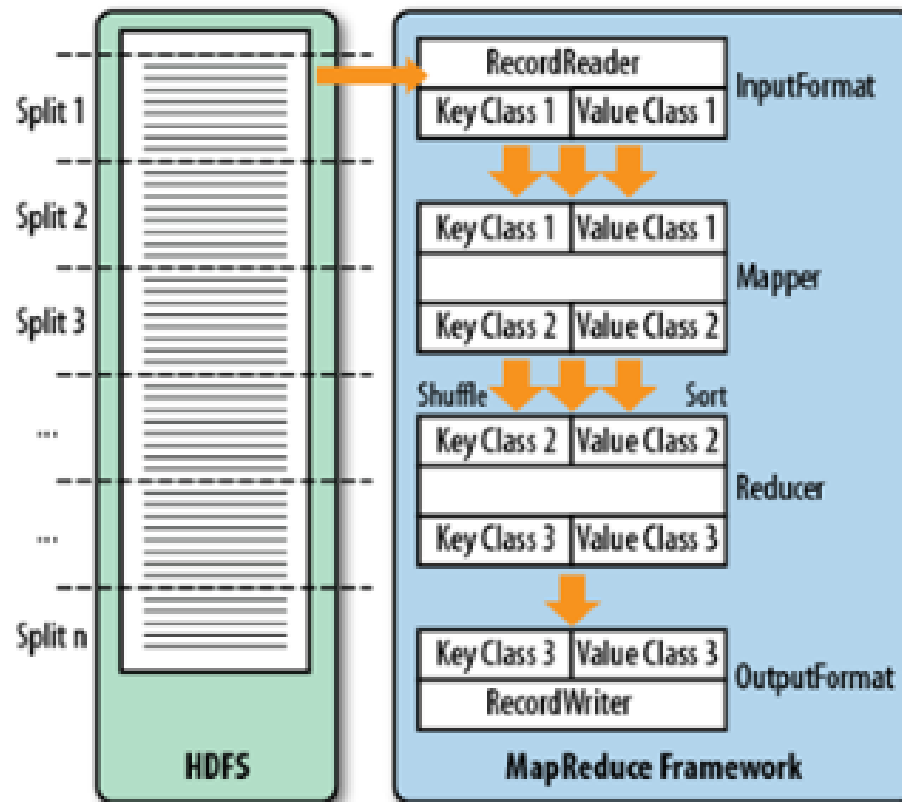 Split 1
Split 2
Split 3
...
...
Split n
HDFS
RecordReader
Key Class 1 Value Class 1
InputFormat
Key Class 1 Value Class 1
Mapper
Key Class 2 Value Class 2
Shuffle Sort
Key Class 2 Value Class 2
Reducer
Key Class 3 Value Class 3
Key Class 3 Value Class 3
OutputFormat
RecordWriter
MapReduce Framework